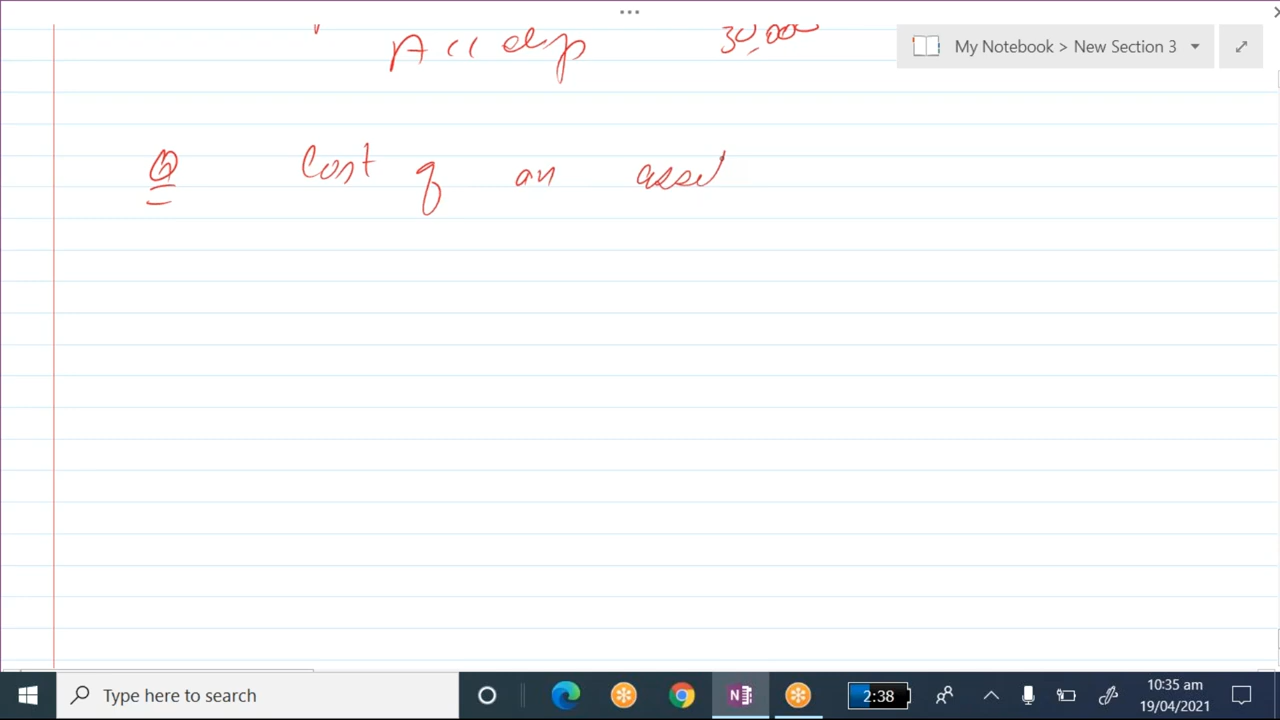 ...
Acc dep 30,000
My Notebook > New Section 3
Q Cost of an asset
Type here to search
2:38
10:35 am
19/04/2021